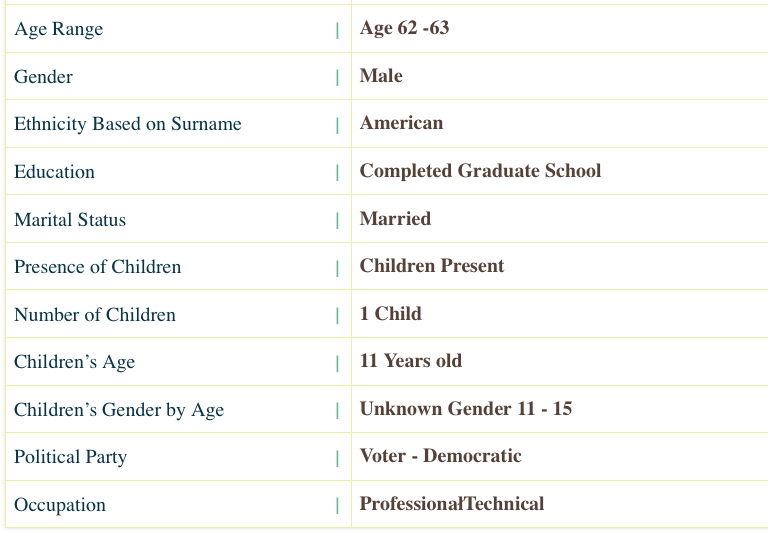 Age Range | Age 62 -63
Gender | Male
Ethnicity Based on Surname | American
Education | Completed Graduate School
Marital Status | Married
Presence of Children | Children Present
Number of Children | 1 Child
Children’s Age | 11 Years old
Children’s Gender by Age | Unknown Gender 11 - 15
Political Party | Voter - Democratic
Occupation | ProfessionałTechnical